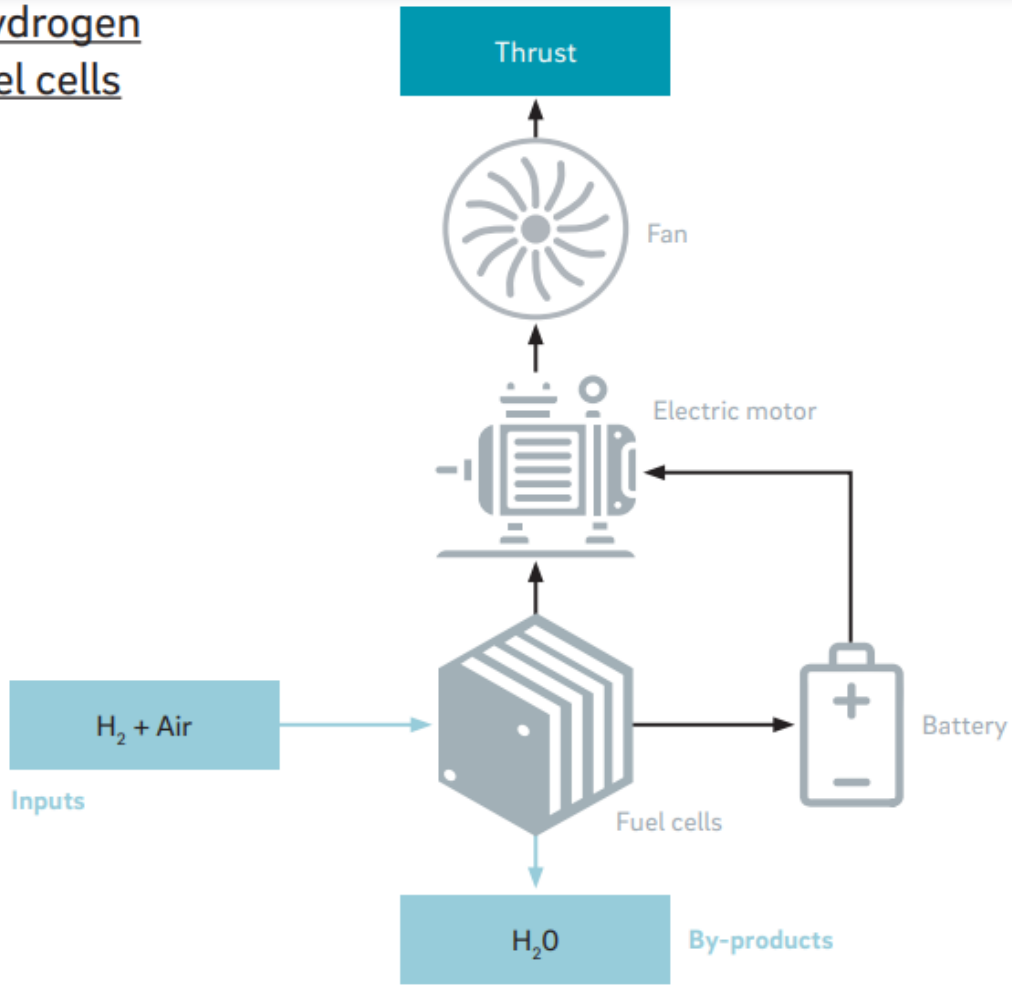 ydrogen
el cells
Thrust
Fan
Electric motor
H₂ + Air
Inputs
Battery
Fuel cells
H₂0
By-products